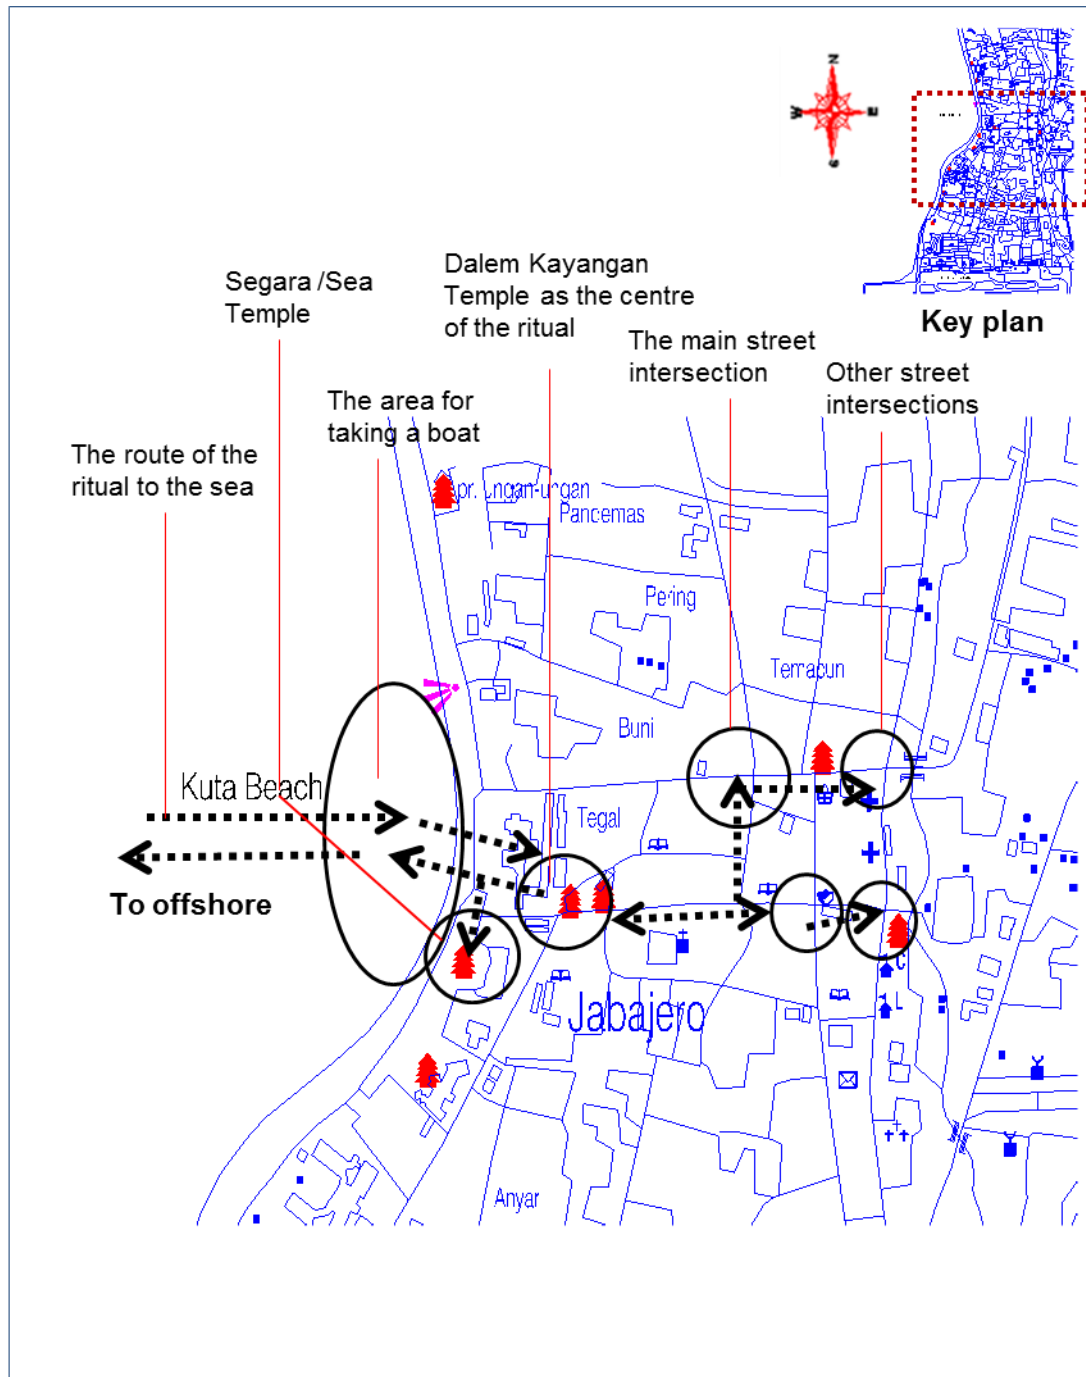 N
W
E
S
Key plan
Segara /Sea
Temple
Dalem Kayangan
Temple as the centre
of the ritual
The main street
intersection
Other street
intersections
The area for
taking a boat
The route of the
ritual to the sea
Pering
Terracun
Buni
Kuta Beach
Tegal
To offshore
Jabajero
C
L
Anyar